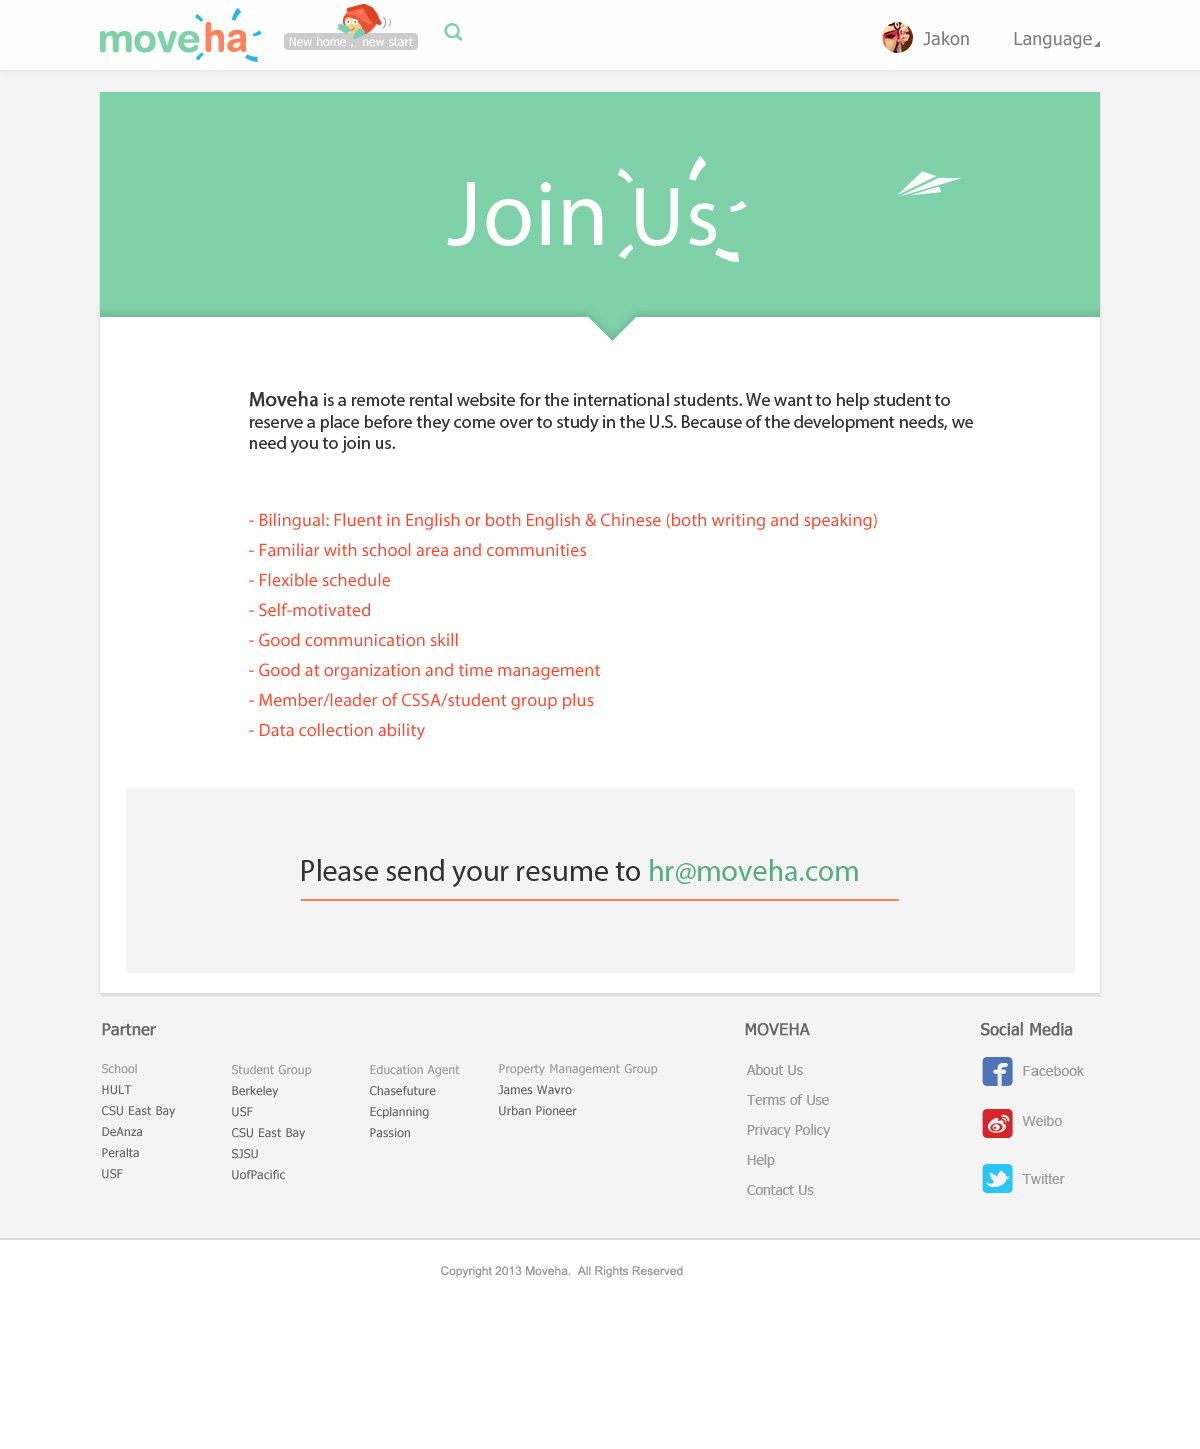 moveha
New home， new start
Jakon
Language
Join Us
Moveha is a remote rental website for the international students. We want to help student to
reserve a place before they come over to study in the U.S. Because of the development needs, we
need you to join us.
- Bilingual: Fluent in English or both English & Chinese (both writing and speaking)
- Familiar with school area and communities
- Flexible schedule
- Self-motivated
- Good communication skill
- Good at organization and time management
- Member/leader of CSSA/student group plus
- Data collection ability
Please send your resume to hr@moveha.com
Partner
School
HULT
CSU East Bay
DeAnza
Peralta
USF
Student Group
Berkeley
USF
CSU East Bay
SJSU
UofPacific
Education Agent
Chasefuture
Ecplanning
Passion
Property Management Group
James Wavro
Urban Pioneer
MOVEHA
About Us
Terms of Use
Privacy Policy
Help
Contact Us
Social Media
Facebook
Weibo
Twitter
Copyright 2013 Moveha. All Rights Reserved